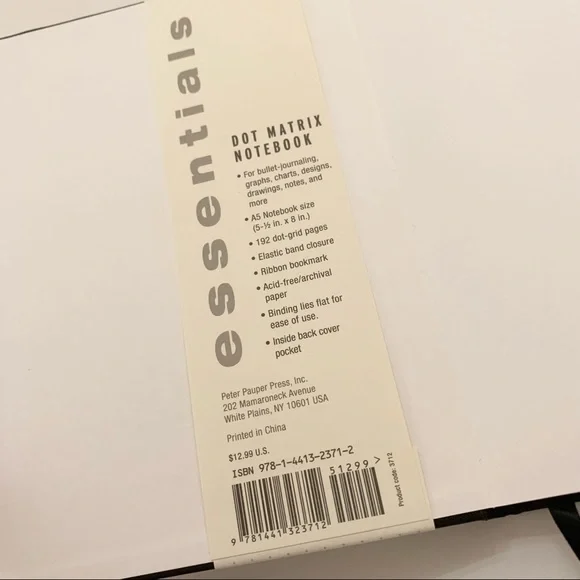 essentials
DOT MATRIX
NOTEBOOK
• For bullet-journaling,
graphs, charts, designs,
drawings, notes, and
more
• A5 Notebook size
(5-½ in. x 8 in.)
• 192 dot-grid pages
• Elastic band closure
• Ribbon bookmark
• Acid-free/archival
paper
• Binding lies flat for
ease of use.
• Inside back cover
pocket
Peter Pauper Press, Inc.
202 Mamaroneck Avenue
White Plains, NY 10601 USA
Printed in China
$12.99 U.S.
ISBN 978-1-4413-2371-2
51299 >
9 781441 323712
Product code: 3712